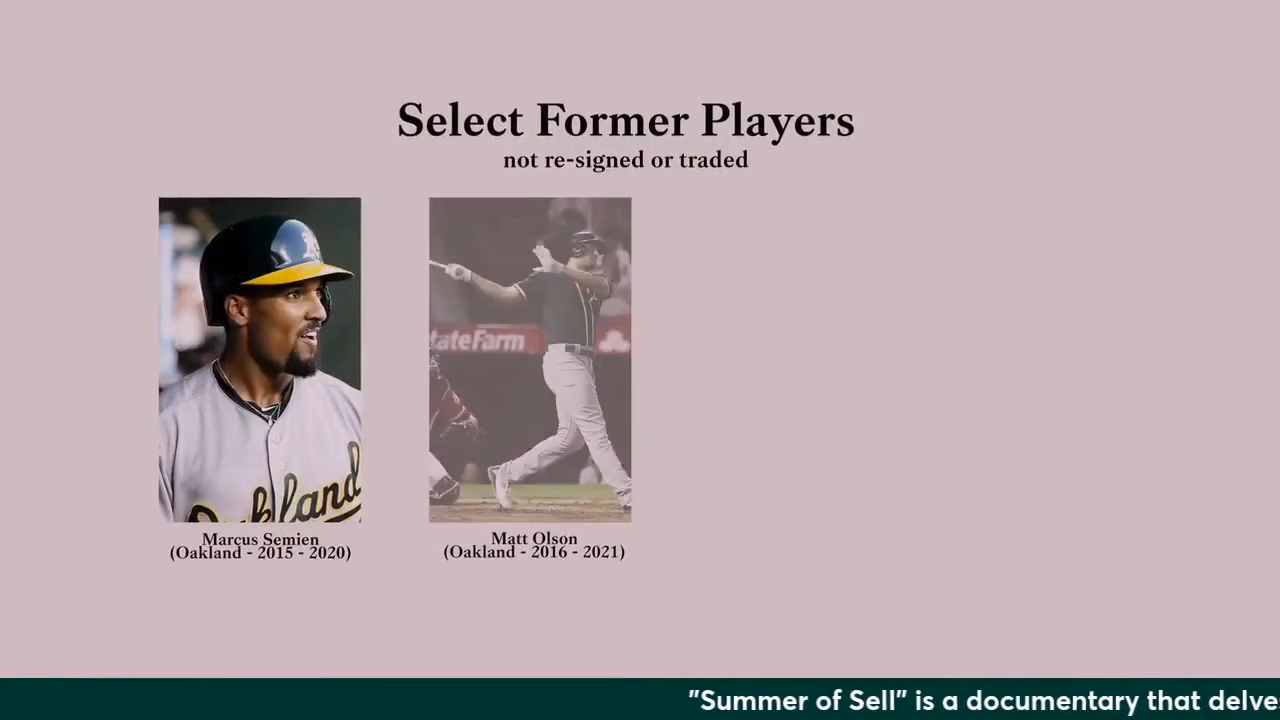 Select Former Players
not re-signed or traded
Oakland
tateFarm
Marcus Semien
(Oakland - 2015 - 2020)
Matt Olson
(Oakland - 2016 - 2021)
"Summer of Sell" is a documentary that delve